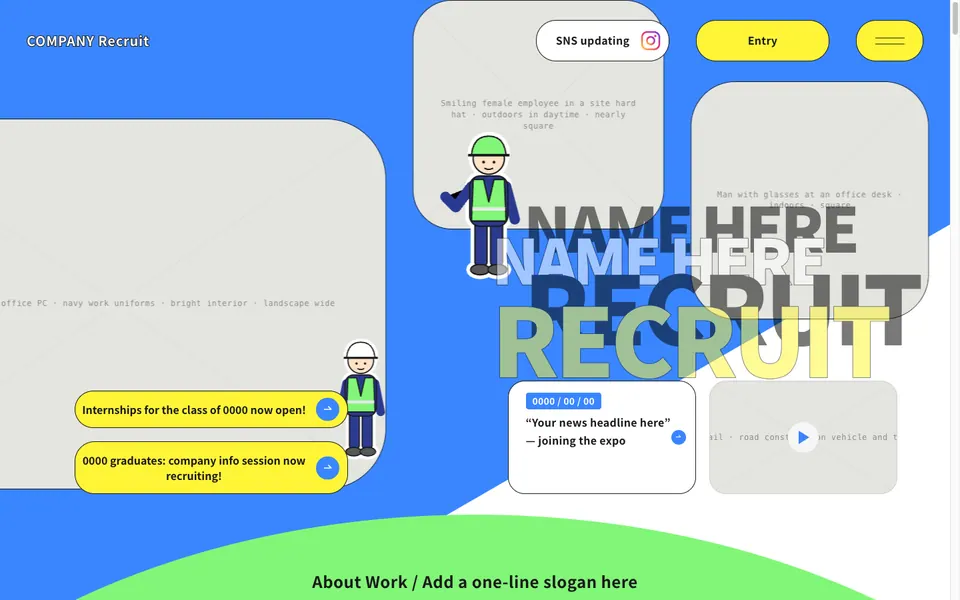 COMPANY Recruit
SNS updating
Entry
Smiling female employee in a site hard
hat · outdoors in daytime · nearly
square
Man with glasses at an office desk ·
indoors · square
NAME HERE
NAME HERE
RECRUIT
RECRUIT
office PC · navy work uniforms · bright interior · landscape wide
Internships for the class of 0000 now open!
0000 graduates: company info session now
recruiting!
0000 / 00 / 00
“Your news headline here”
— joining the expo
road
vehicle and
About Work / Add a one-line slogan here